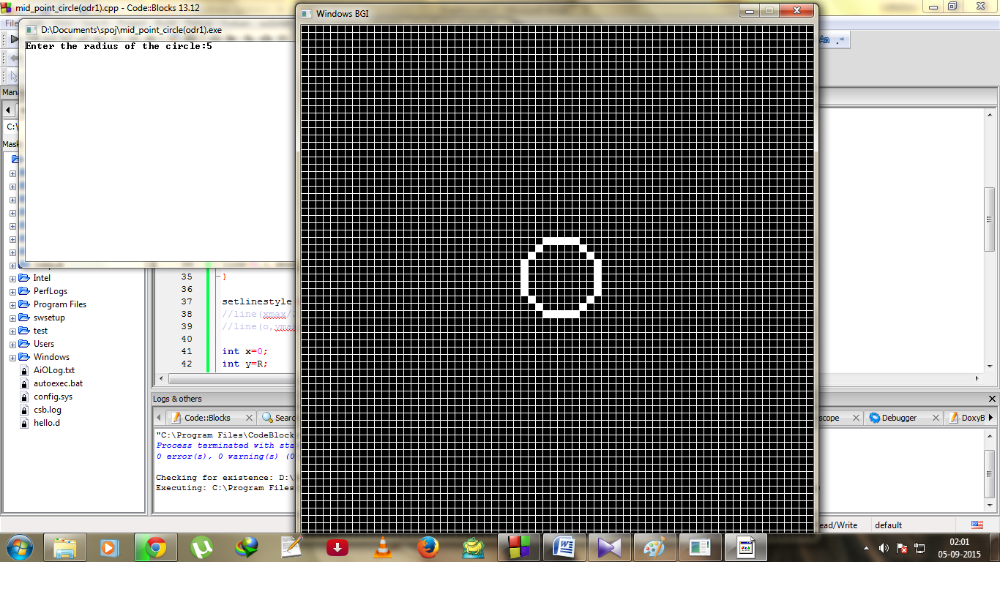 mid_point_circle(odr1).cpp - Code::Blocks 13.12
Windows BGI
File
D:\Documents\spoj\mid_point_circle(odr1).exe
Enter the radius of the circle:5
Aa .*
Mana
C:\
Mask
Intel
PerfLogs
Program Files
swsetup
test
Users
Windows
AiOLog.txt
autoexec.bat
config.sys
csb.log
hello.d
35 }
36
37 setlinestyle
38 //line(xmax/
39 //line(o,ymax
40
41 int x=0;
42 int y=R;
Logs & others
Code::Blocks
Searc
scope
Debugger
DoxyB
"C:\Program Files\CodeBlock
Process terminated with sta
0 error(s), 0 warning(s) (0
Checking for existence: D:\
Executing: C:\Program Files
ead/Write
default
02:01
05-09-2015